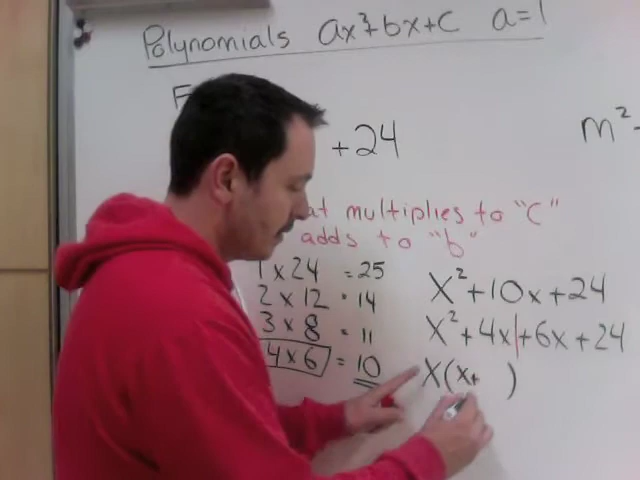 Polynomials ax²+bx+c a=1
F
+24
m²-
at multiplies to "c"
adds to "b"
1 x 24 = 25
2 x 12 = 14
3 x 8 = 11
4 x 6 = 10
x²+10x+24
x²+4x|+6x+24
x(x+ )